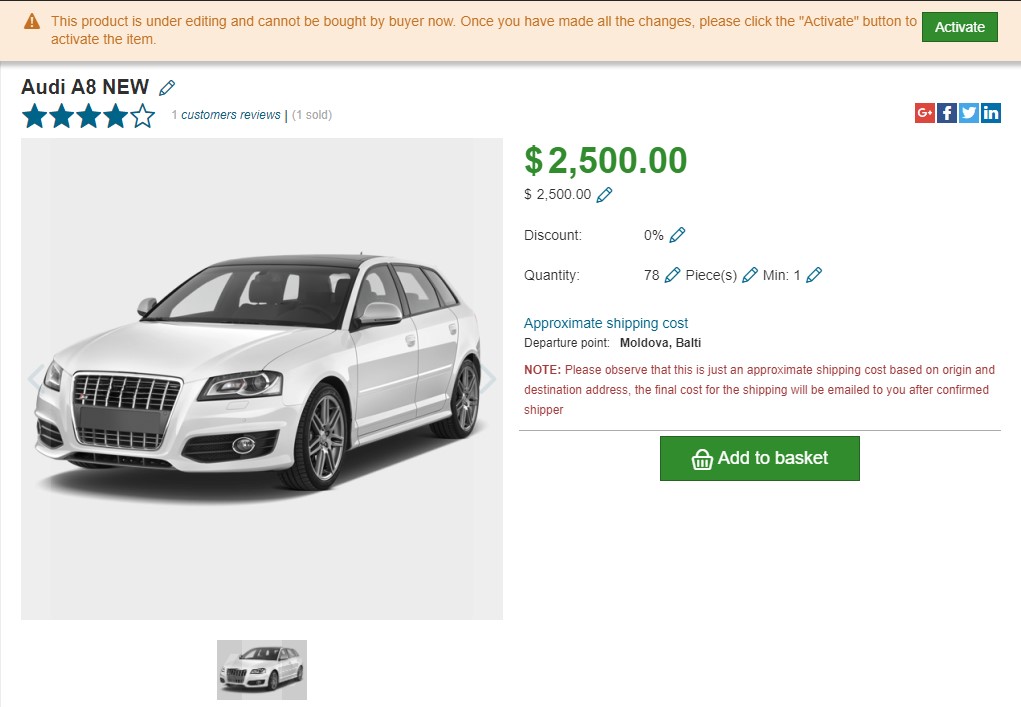 This product is under editing and cannot be bought by buyer now. Once you have made all the changes, please click the "Activate" button to
activate the item.
Activate
Audi A8 NEW
1 customers reviews | (1 sold)
G+ f in
$ 2,500.00
$ 2,500.00
Discount: 0%
Quantity: 78 Piece(s) Min: 1
Approximate shipping cost
Departure point: Moldova, Balti
NOTE: Please observe that this is just an approximate shipping cost based on origin and
destination address, the final cost for the shipping will be emailed to you after confirmed
shipper
Add to basket